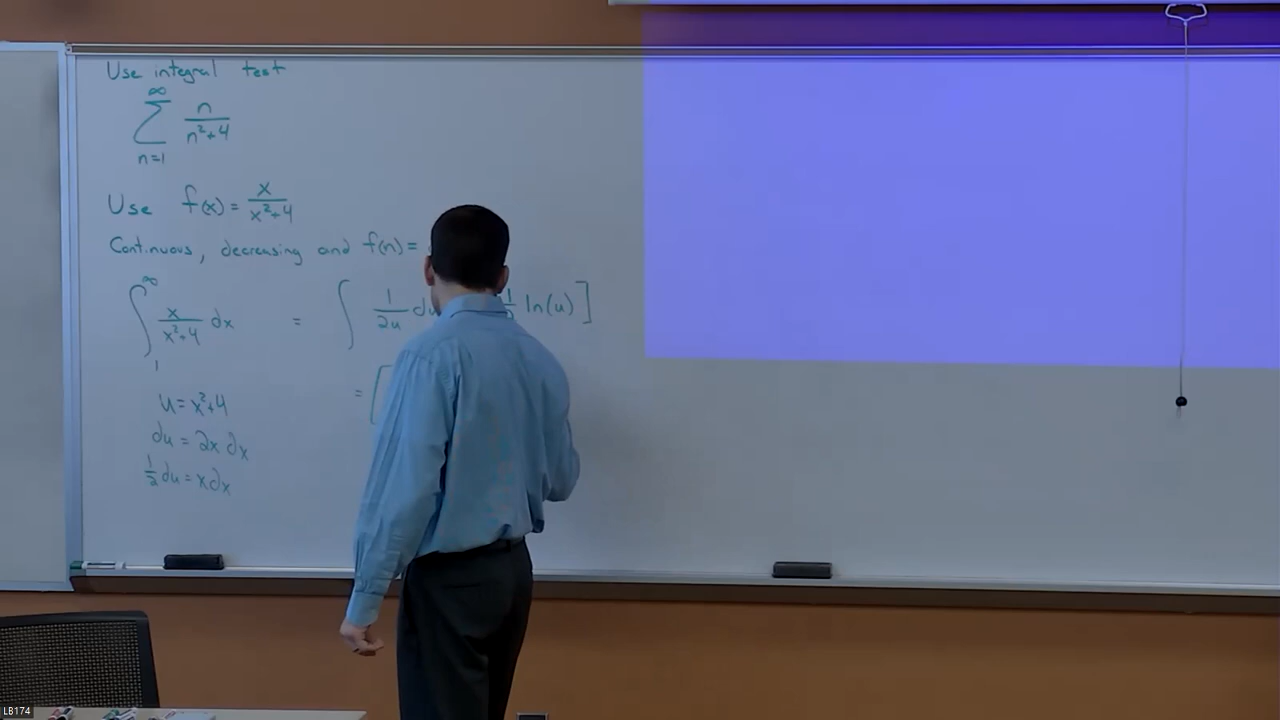 Use integral test
∞
∑ n/(n²+4)
n=1
Use f(x) = x/(x²+4)
Continuous, decreasing and f(n) =
∫₁^∞ x/(x²+4) dx = ∫ 1/(2u) du ln(u) ]
= [
u = x²+4
du = 2x dx
½ du = x dx
LB174